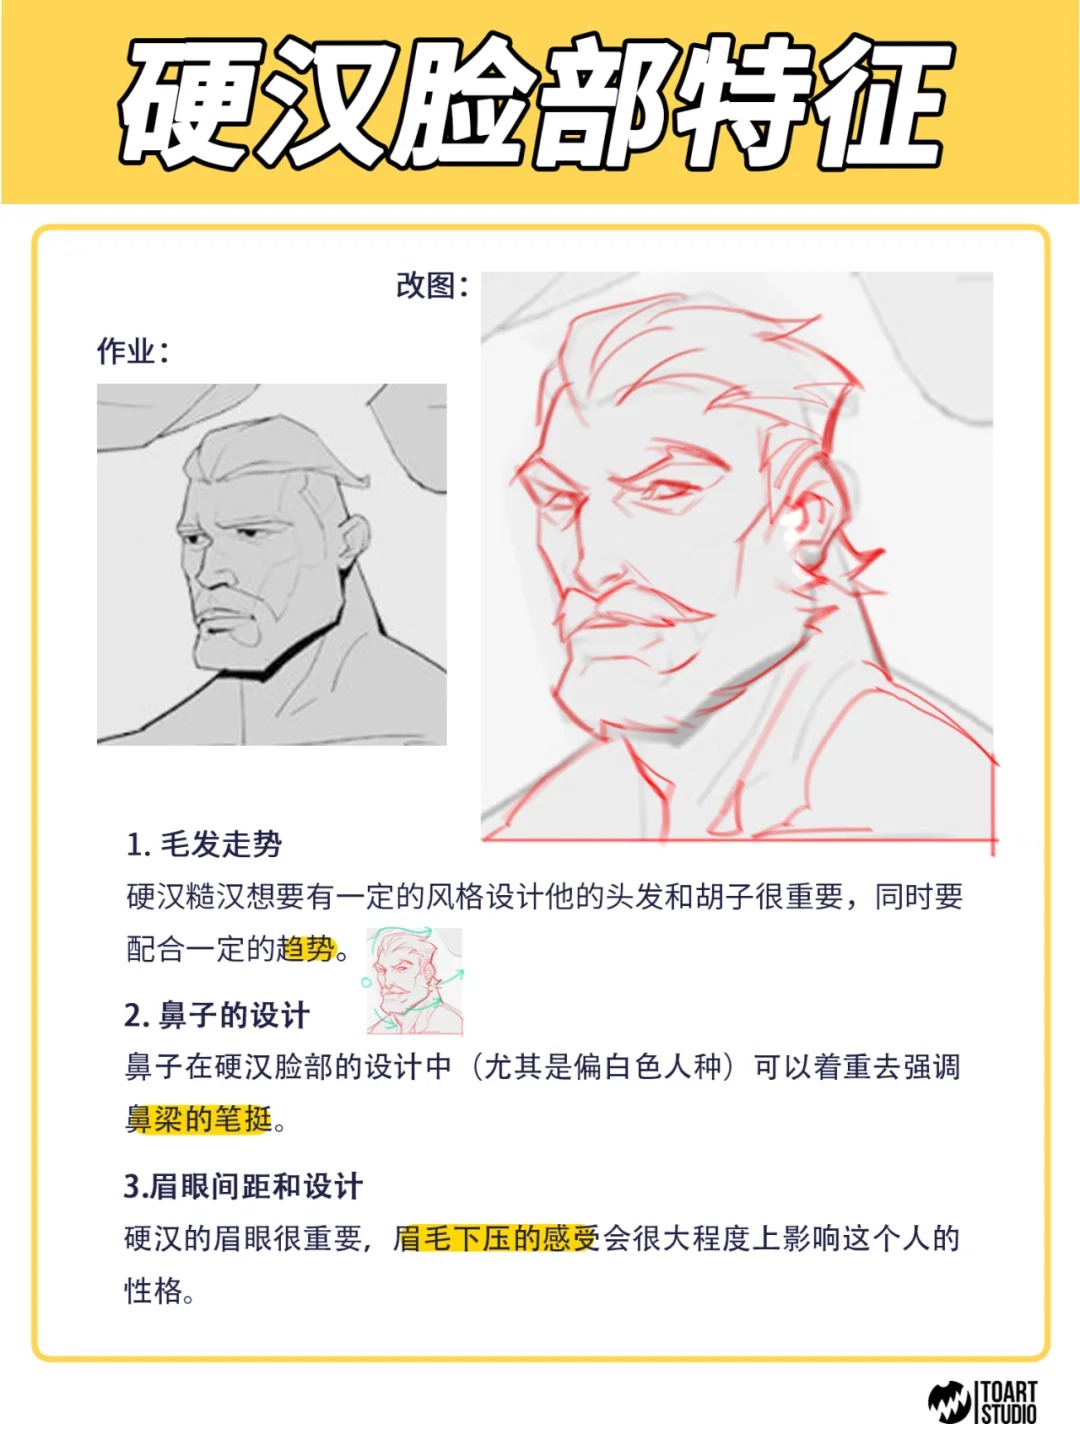 硬汉脸部特征
改图：
作业：
1. 毛发走势
硬汉糙汉想要有一定的风格设计他的头发和胡子很重要，同时要
配合一定的趋势。
2. 鼻子的设计
鼻子在硬汉脸部的设计中（尤其是偏白色人种）可以着重去强调
鼻梁的笔挺。
3.眉眼间距和设计
硬汉的眉眼很重要，眉毛下压的感受会很大程度上影响这个人的
性格。
TOART
STUDIO